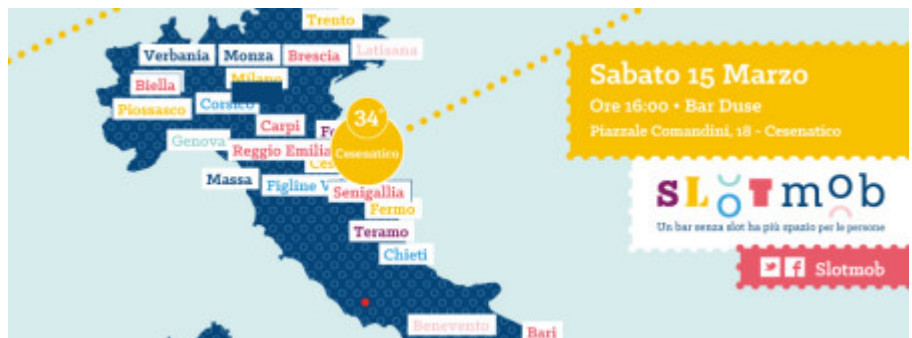 Trento
Verbania
Monza
Brescia
Latisana
Biella
Milano
Piossasco
Corsico
Carpi
34°
Genova
Reggio Emilia
Cesenatico
Massa
Figline V
Senigallia
Fermo
Teramo
Chieti
Benevento
Bari
Sabato 15 Marzo
Ore 16:00 • Bar Duse
Piazzale Comandini, 18 - Cesenatico
SLOTmob
Un bar senza slot ha più spazio per le persone
Slotmob